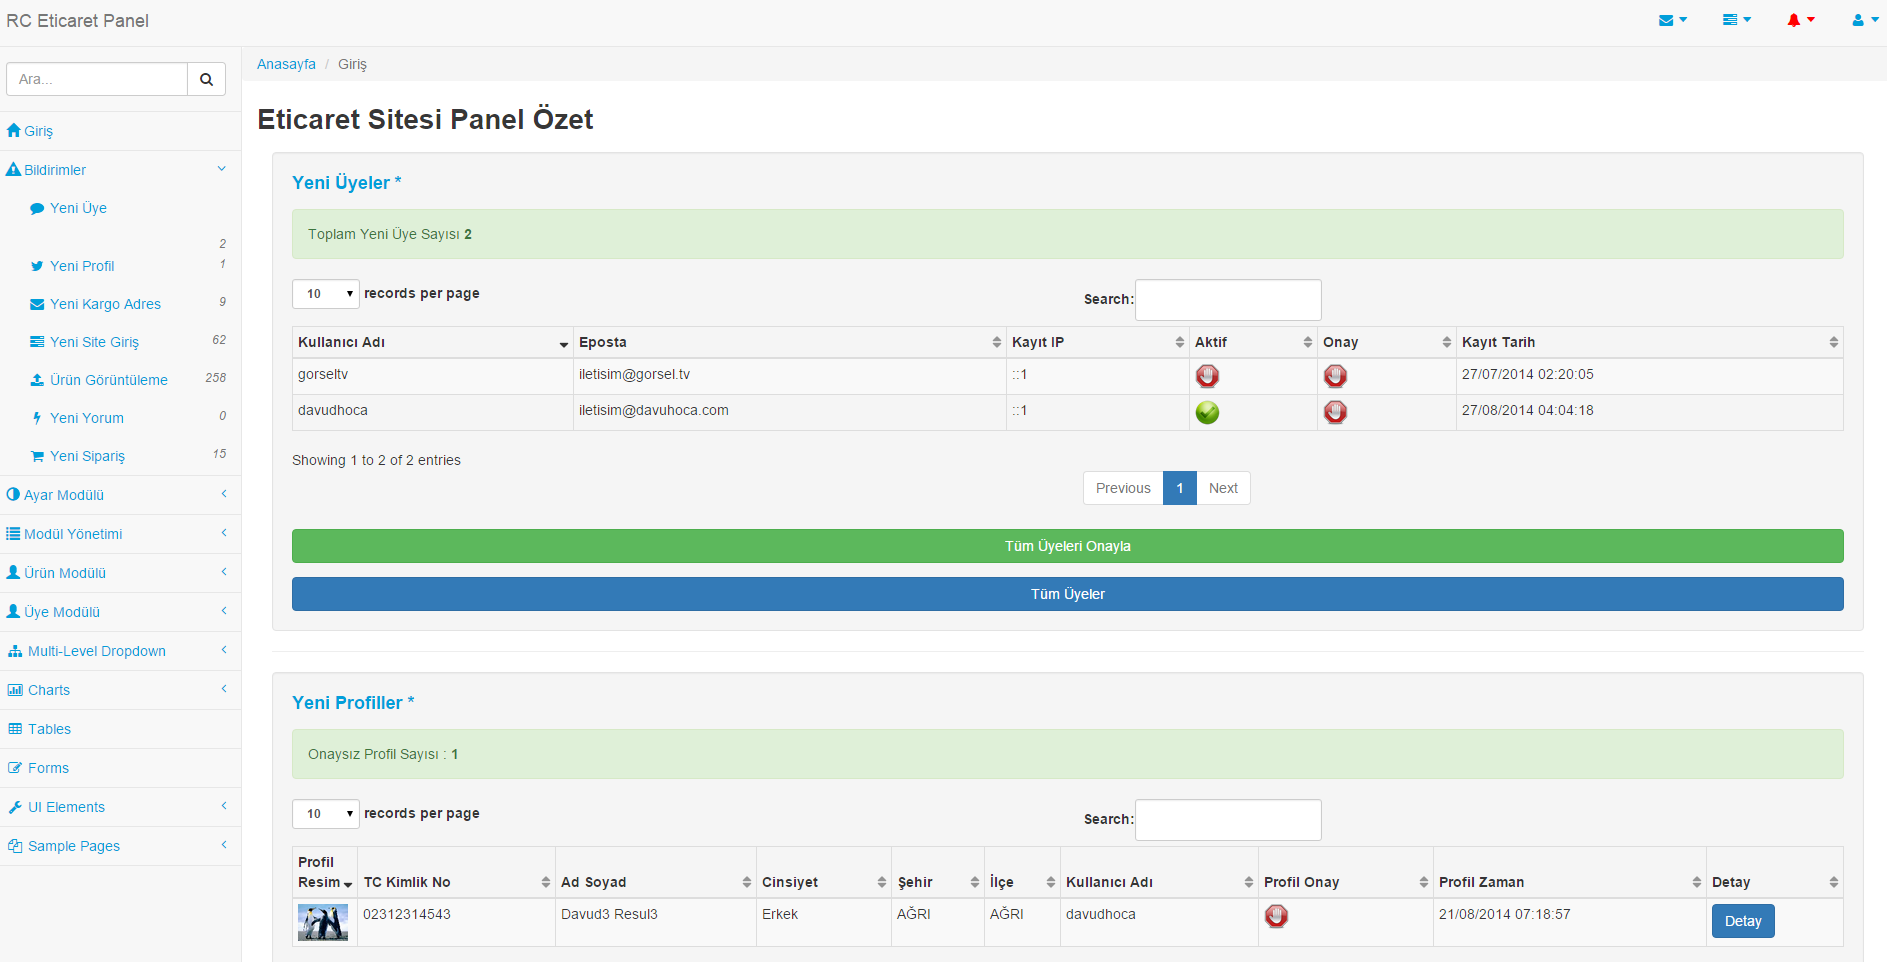 RC Eticaret Panel
Ara...
Giriş
Bildirimler
Yeni Üye
2
Yeni Profil 1
Yeni Kargo Adres 9
Yeni Site Giriş 62
Ürün Görüntüleme 258
Yeni Yorum 0
Yeni Sipariş 15
Ayar Modülü
Modül Yönetimi
Ürün Modülü
Üye Modülü
Multi-Level Dropdown
Charts
Tables
Forms
UI Elements
Sample Pages
Anasayfa / Giriş
Eticaret Sitesi Panel Özet
Yeni Üyeler *
Toplam Yeni Üye Sayısı 2
10 records per page Search:
Kullanıcı Adı Eposta Kayıt IP Aktif Onay Kayıt Tarih
gorseltv iletisim@gorsel.tv ::1 27/07/2014 02:20:05
davudhoca iletisim@davuhoca.com ::1 27/08/2014 04:04:18
Showing 1 to 2 of 2 entries
Previous 1 Next
Tüm Üyeleri Onayla
Tüm Üyeler
Yeni Profiller *
Onaysız Profil Sayısı : 1
10 records per page Search:
Profil Resim TC Kimlik No Ad Soyad Cinsiyet Şehir İlçe Kullanıcı Adı Profil Onay Profil Zaman Detay
02312314543 Davud3 Resul3 Erkek AĞRI AĞRI davudhoca 21/08/2014 07:18:57 Detay